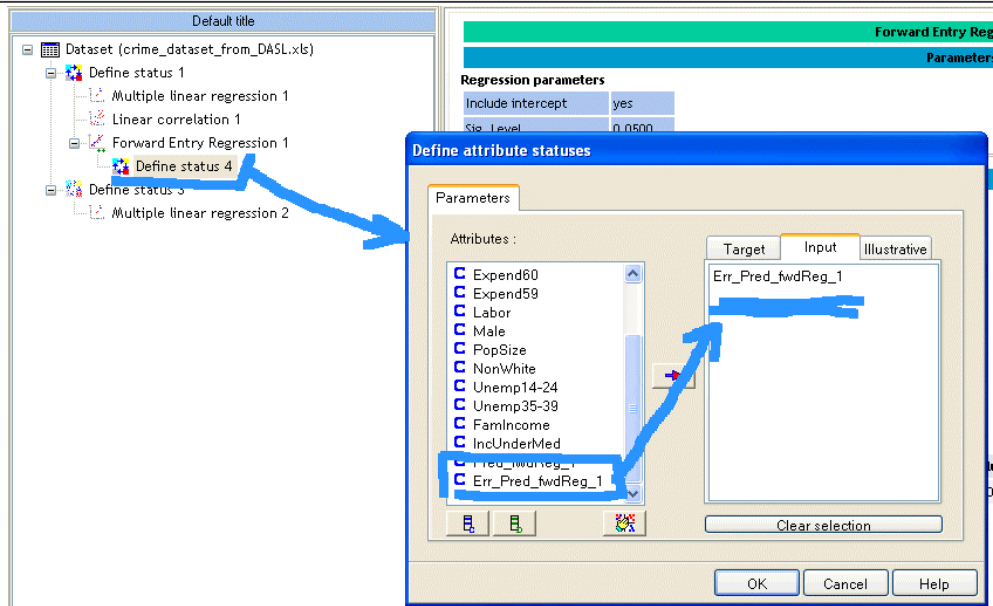 Default title
Dataset (crime_dataset_from_DASL.xls)
Define status 1
Multiple linear regression 1
Linear correlation 1
Forward Entry Regression 1
Define status 4
Define status 3
Multiple linear regression 2
Forward Entry Reg
Parameters
Regression parameters
Include intercept yes
Sig. Level 0.0500
Define attribute statuses
Parameters
Attributes :
Expend60
Expend59
Labor
Male
PopSize
NonWhite
Unemp14-24
Unemp35-39
FamIncome
IncUnderMed
Pred_fwdReg_1
Err_Pred_fwdReg_1
Target Input Illustrative
Err_Pred_fwdReg_1
Clear selection
OK Cancel Help